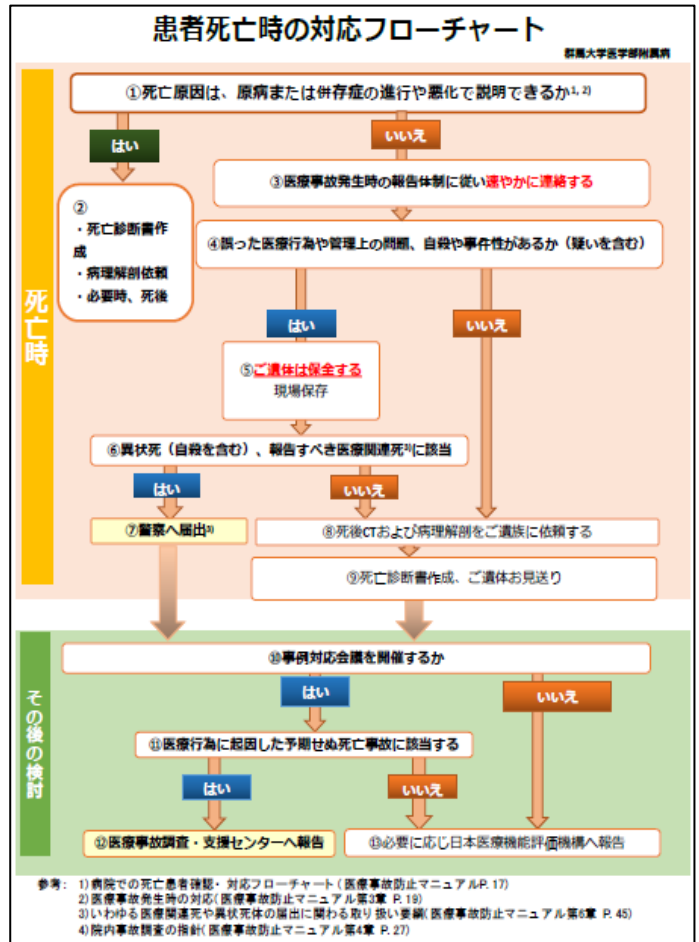 患者死亡時の対応フローチャート
群馬大学医学部附属病
①死亡原因は、原病または併存症の進行や悪化で説明できるか1, 2)
はい
いいえ
③医療事故発生時の報告体制に従い速やかに連絡する
②
・死亡診断書作
成
・病理解剖依頼
・必要時、死後
④誤った医療行為や管理上の問題、自殺や事件性があるか（疑いを含む）
死亡時
はい
いいえ
⑤ご遺体は保全する
現場保存
⑥異状死（自殺を含む）、報告すべき医療関連死3)に該当
はい
いいえ
⑦警察へ届出3)
⑧死後CTおよび病理解剖をご遺族に依頼する
⑨死亡診断書作成、ご遺体お見送り
その後の検討
⑩事例対応会議を開催するか
はい
いいえ
⑪医療行為に起因した予期せぬ死亡事故に該当する
はい
いいえ
⑫医療事故調査・支援センターへ報告
⑬必要に応じ日本医療機能評価機構へ報告
参考： 1)病院での死亡患者確認・対応フローチャート(医療事故防止マニュアルP. 17)
2)医療事故発生時の対応(医療事故防止マニュアル第3章 P. 19)
3)いわゆる医療関連死や異状死体の届出に関わる取り扱い要綱(医療事故防止マニュアル第6章 P. 45)
4)院内事故調査の指針(医療事故防止マニュアル第4章 P. 27)